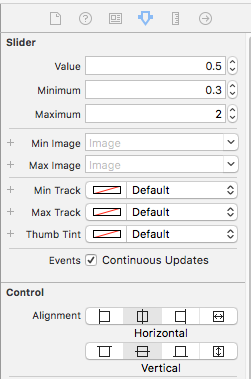 Slider
Value 0.5
Minimum 0.3
Maximum 2
+ Min Image Image
+ Max Image Image
+ Min Track Default
+ Max Track Default
+ Thumb Tint Default
Events Continuous Updates
Control
Alignment
Horizontal
Vertical